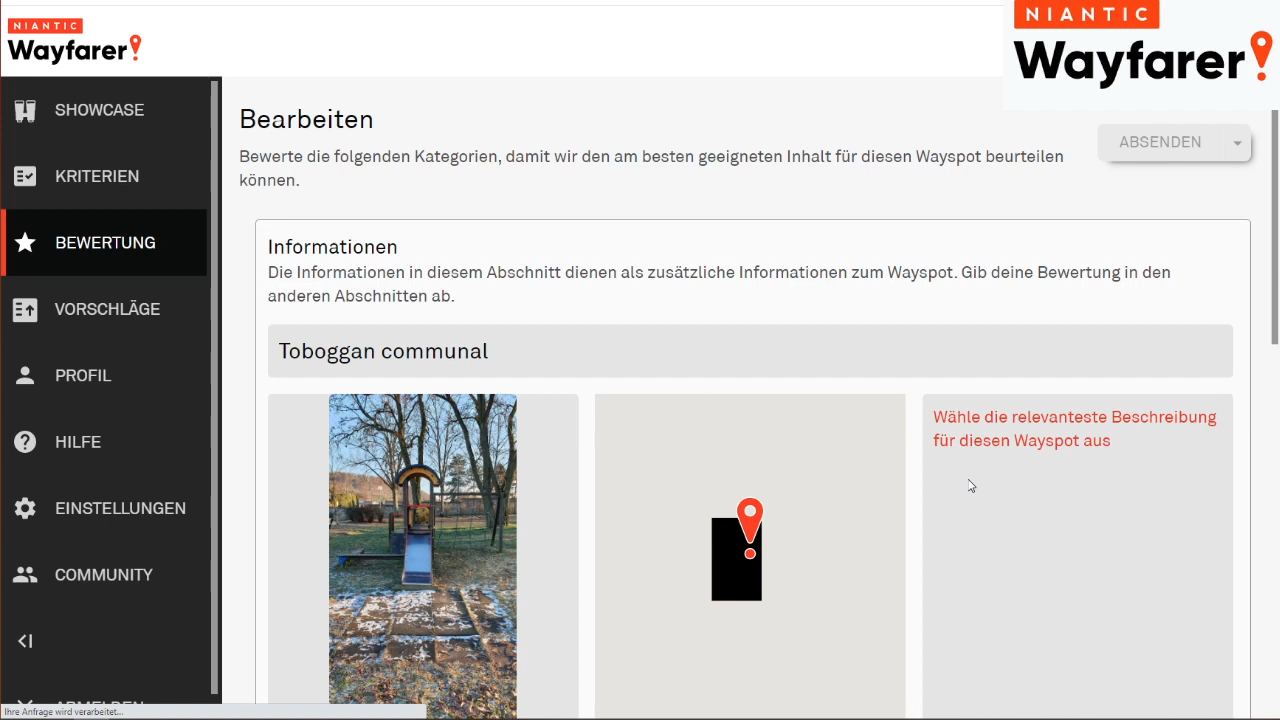 NIANTIC
Wayfarer
NIANTIC
Wayfarer
SHOWCASE
KRITERIEN
BEWERTUNG
VORSCHLÄGE
PROFIL
HILFE
EINSTELLUNGEN
COMMUNITY
ABMELDEN
Ihre Anfrage wird verarbeitet...
Bearbeiten
Bewerte die folgenden Kategorien, damit wir den am besten geeigneten Inhalt für diesen Wayspot beurteilen
können.
ABSENDEN
Informationen
Die Informationen in diesem Abschnitt dienen als zusätzliche Informationen zum Wayspot. Gib deine Bewertung in den
anderen Abschnitten ab.
Toboggan communal
Wähle die relevanteste Beschreibung
für diesen Wayspot aus